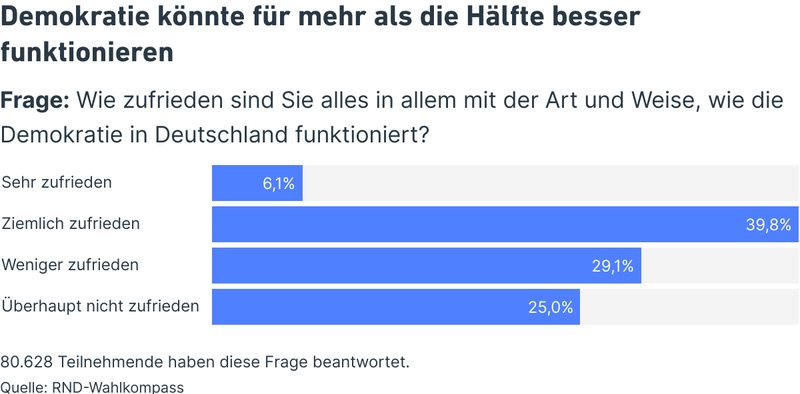 Demokratie könnte für mehr als die Hälfte besser
funktionieren
Frage: Wie zufrieden sind Sie alles in allem mit der Art und Weise, wie die
Demokratie in Deutschland funktioniert?
Sehr zufrieden 6,1%
Ziemlich zufrieden 39,8%
Weniger zufrieden 29,1%
Überhaupt nicht zufrieden 25,0%
80.628 Teilnehmende haben diese Frage beantwortet.
Quelle: RND-Wahlkompass